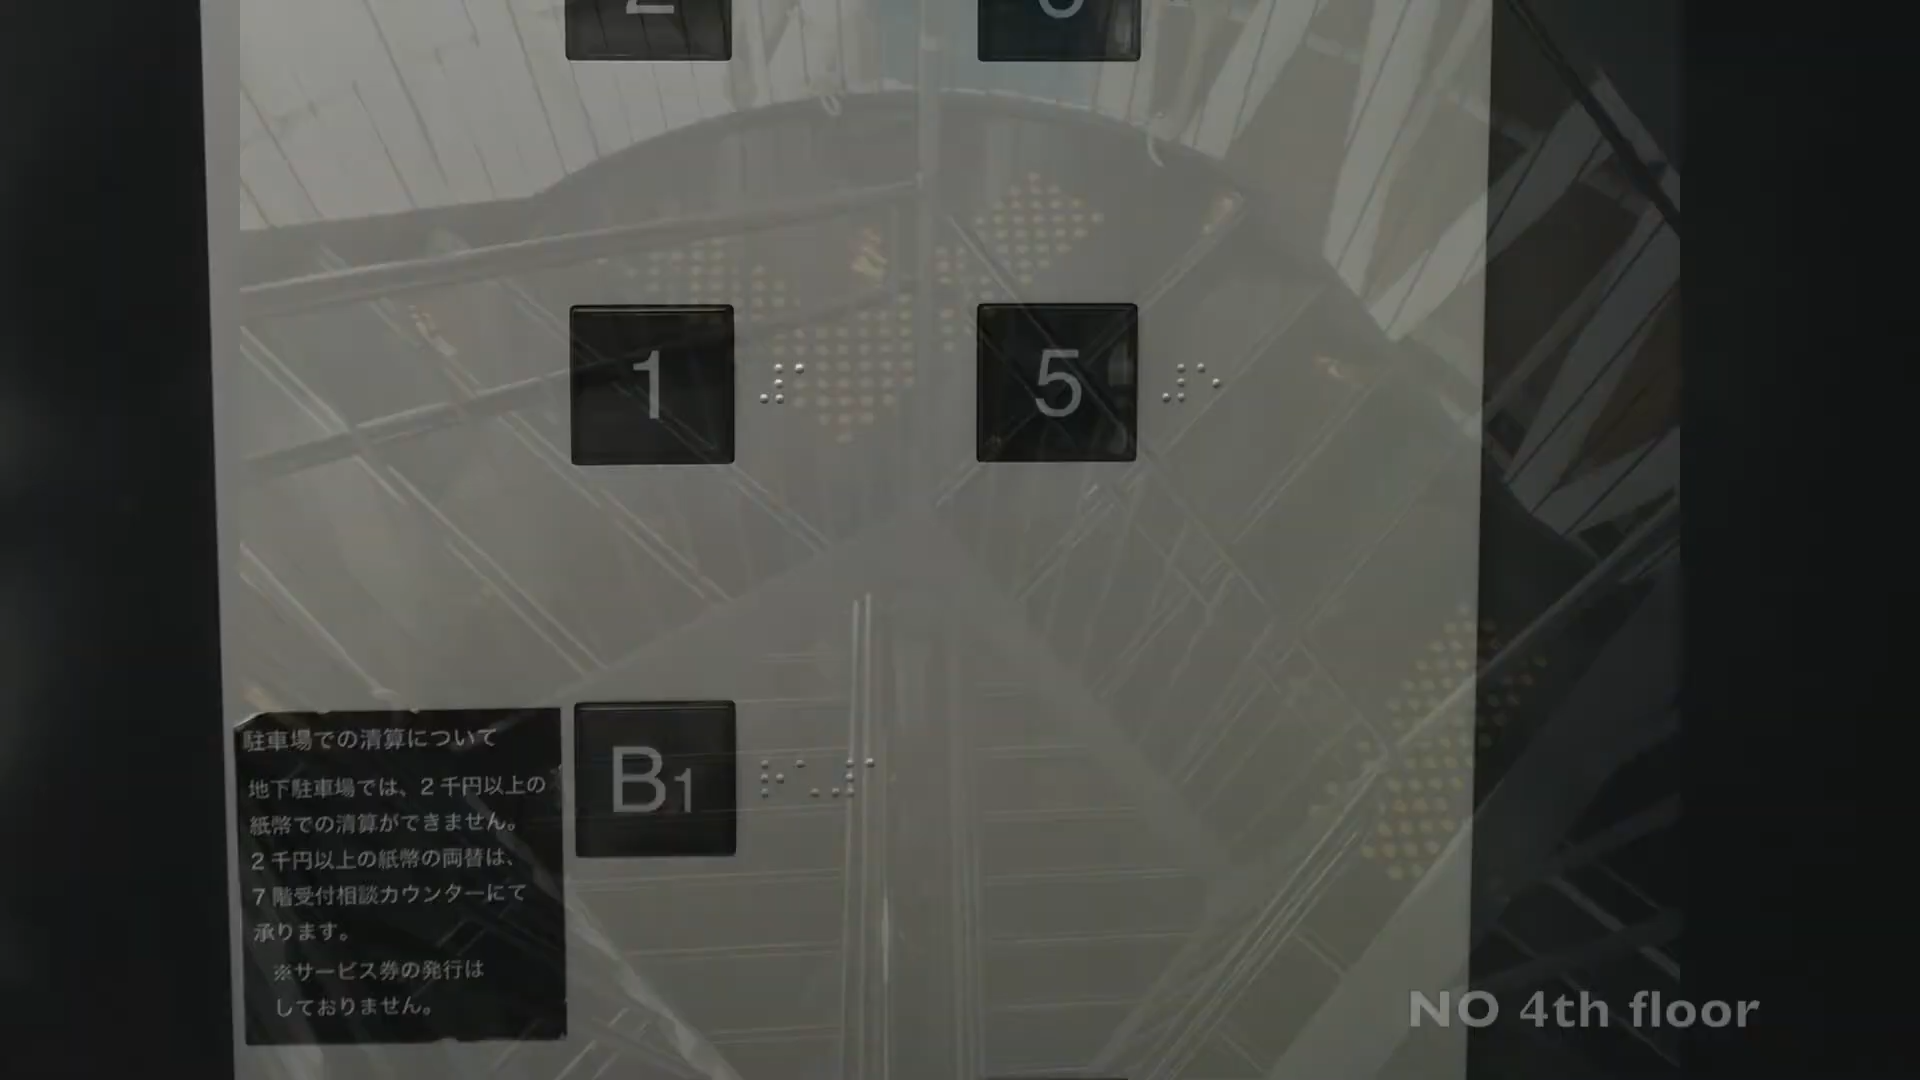 2
1
5
B1
駐車場での清算について
地下駐車場では、2千円以上の
紙幣での清算ができません。
2千円以上の紙幣の両替は、
7階受付相談カウンターにて
承ります。
※サービス券の発行は
しておりません。
NO 4th floor